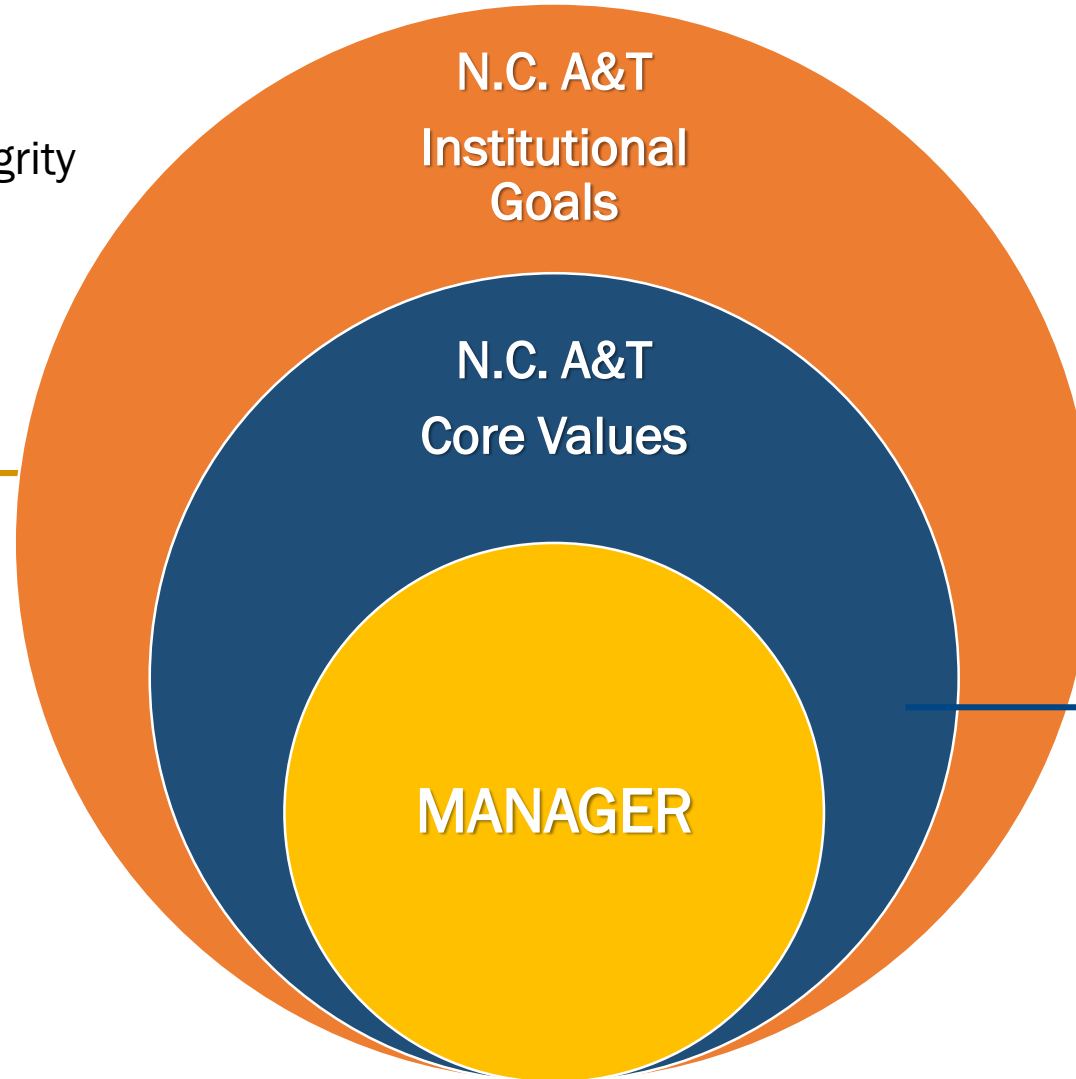 N.C. A&T
grity
Institutional
Goals
N.C. A&T
Core Values
MANAGER